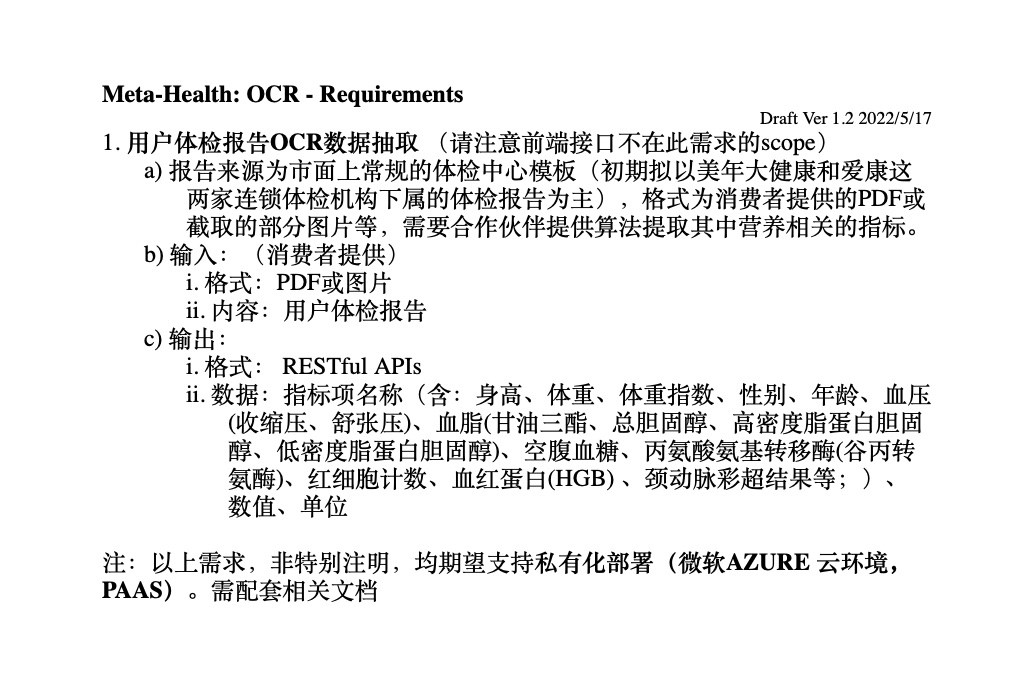 Meta-Health: OCR - Requirements
Draft Ver 1.2 2022/5/17
1. 用户体检报告OCR数据抽取 （请注意前端接口不在此需求的scope）
a) 报告来源为市面上常规的体检中心模板（初期拟以美年大健康和爱康这
两家连锁体检机构下属的体检报告为主），格式为消费者提供的PDF或
截取的部分图片等，需要合作伙伴提供算法提取其中营养相关的指标。
b) 输入：（消费者提供）
i. 格式：PDF或图片
ii. 内容：用户体检报告
c) 输出：
i. 格式： RESTful APIs
ii. 数据：指标项名称（含：身高、体重、体重指数、性别、年龄、血压
(收缩压、舒张压)、血脂(甘油三酯、总胆固醇、高密度脂蛋白胆固
醇、低密度脂蛋白胆固醇)、空腹血糖、丙氨酸氨基转移酶(谷丙转
氨酶)、红细胞计数、血红蛋白(HGB) 、颈动脉彩超结果等；）、
数值、单位
注：以上需求，非特别注明，均期望支持私有化部署（微软AZURE 云环境，
PAAS）。需配套相关文档